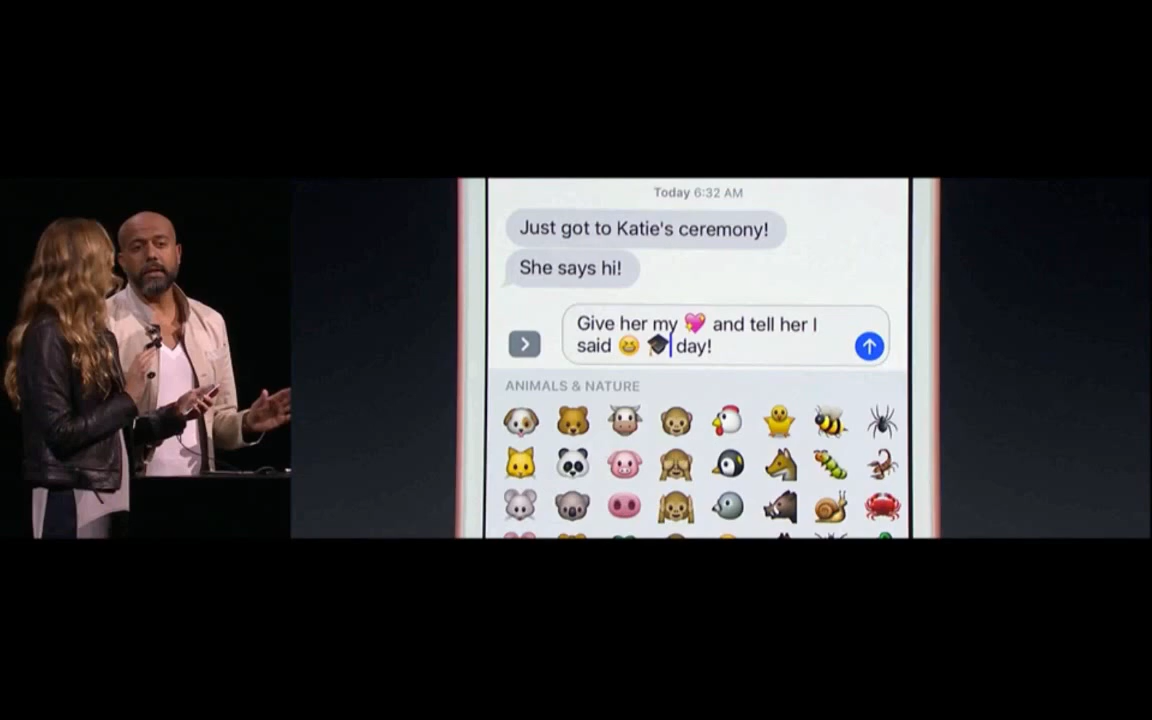 Today 6:32 AM
Just got to Katie's ceremony!
She says hi!
Give her my 💖 and tell her I
said 😆 🎓 day!
ANIMALS & NATURE